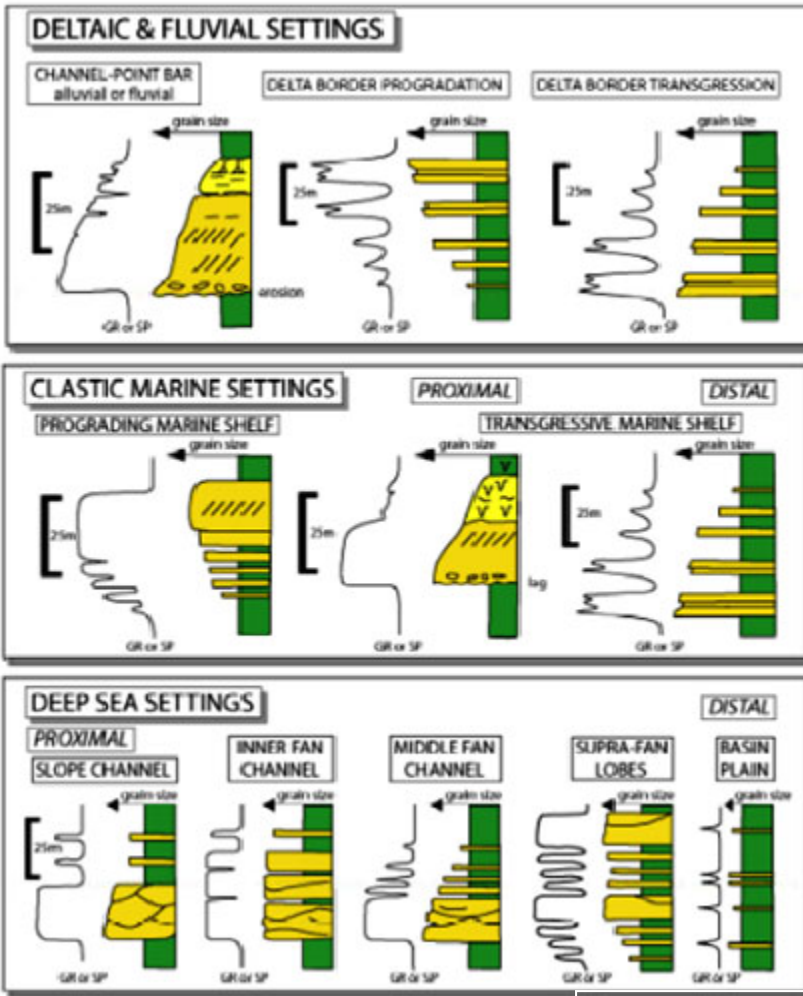 DELTAIC & FLUVIAL SETTINGS
CHANNEL-POINT BAR
alluvial or fluvial
DELTA BORDER PROGRADATION
DELTA BORDER TRANSGRESSION
grain size
grain size
grain size
25m
25m
25m
erosion
GR or SP
GR or SP
GR or SP
CLASTIC MARINE SETTINGS
PROXIMAL
DISTAL
PROGRADING MARINE SHELF
TRANSGRESSIVE MARINE SHELF
grain size
grain size
grain size
25m
25m
25m
lag
GR or SP
GR or SP
GR or SP
DEEP SEA SETTINGS
DISTAL
PROXIMAL
SLOPE CHANNEL
INNER FAN
CHANNEL
MIDDLE FAN
CHANNEL
SUPRA-FAN
LOBES
BASIN
PLAIN
grain size
grain size
grain size
grain size
grain size
25m
GR or SP
GR or SP
GR or SP
GR or SP
GR or SP